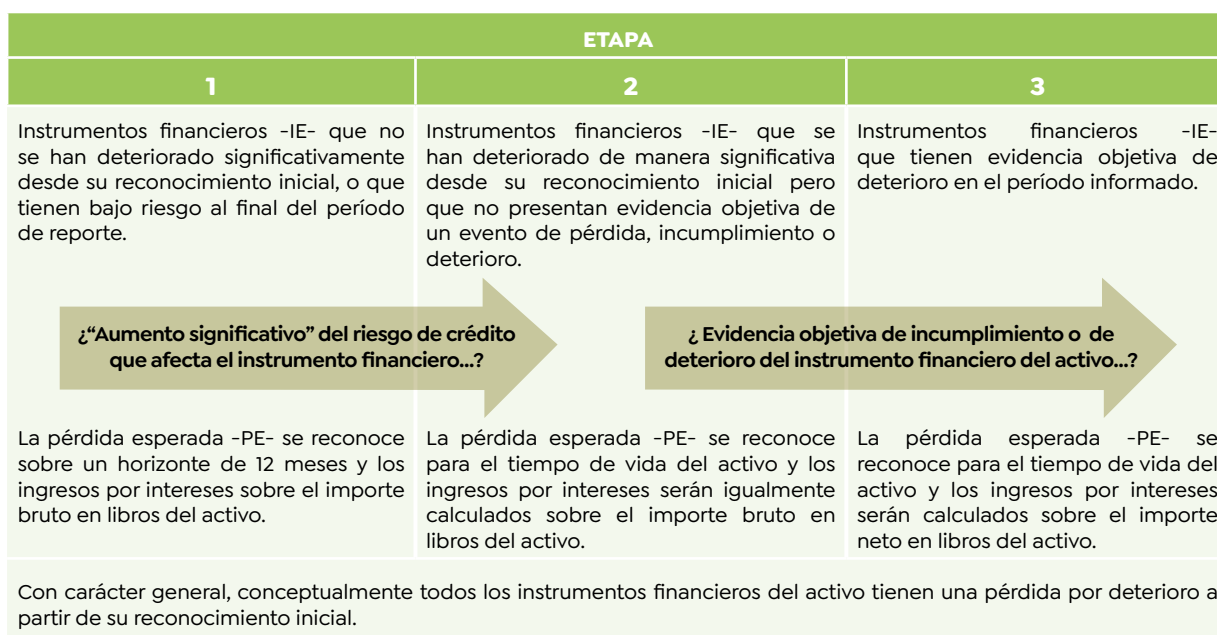 ETAPA
1
2
3
Instrumentos financieros -IE- que no
se han deteriorado significativamente
desde su reconocimiento inicial, o que
tienen bajo riesgo al final del período
de reporte.
Instrumentos financieros -IE- que se
han deteriorado de manera significativa
desde su reconocimiento inicial pero
que no presentan evidencia objetiva de
un evento de pérdida, incumplimiento o
deterioro.
Instrumentos financieros -IE-
que tienen evidencia objetiva de
deterioro en el período informado.
¿“Aumento significativo” del riesgo de crédito
que afecta el instrumento financiero...?
¿ Evidencia objetiva de incumplimiento o de
deterioro del instrumento financiero del activo...?
La pérdida esperada -PE- se reconoce
sobre un horizonte de 12 meses y los
ingresos por intereses sobre el importe
bruto en libros del activo.
La pérdida esperada -PE- se reconoce
para el tiempo de vida del activo y los
ingresos por intereses serán igualmente
calculados sobre el importe bruto en
libros del activo.
La pérdida esperada -PE- se
reconoce para el tiempo de vida del
activo y los ingresos por intereses
serán calculados sobre el importe
neto en libros del activo.
Con carácter general, conceptualmente todos los instrumentos financieros del activo tienen una pérdida por deterioro a
partir de su reconocimiento inicial.